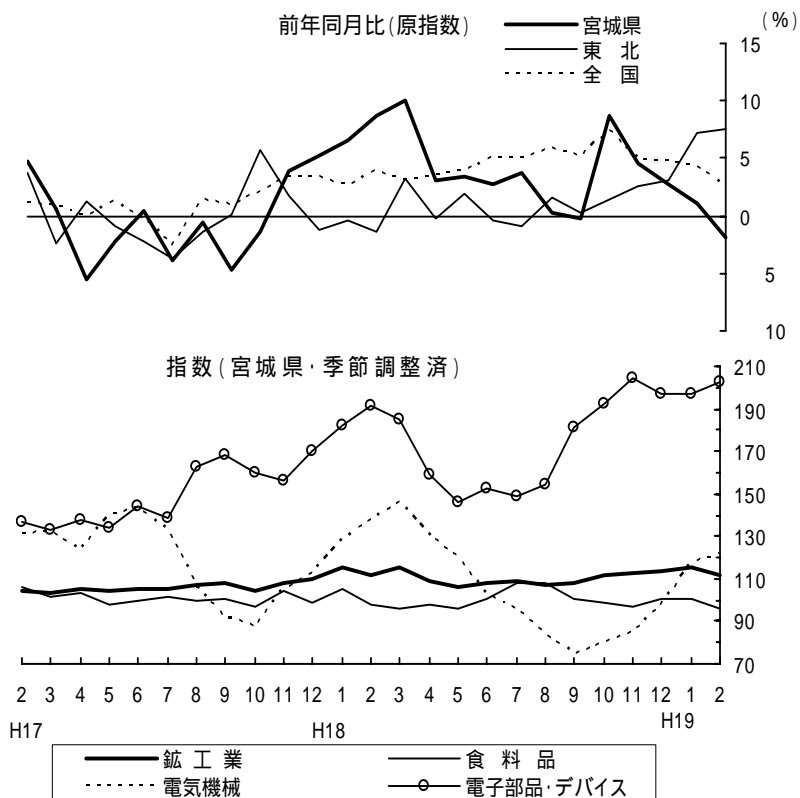 前年同月比(原指数)
(%)
宮城県
東 北
全 国
15
10
5
0
5
10
指数(宮城県・季節調整済)
210
190
170
150
130
110
90
70
2 3 4 5 6 7 8 9 10 11 12 1 2 3 4 5 6 7 8 9 10 11 12 1 2
H17 H18 H19
鉱 工 業 食 料 品
電気機械 電子部品・デバイス